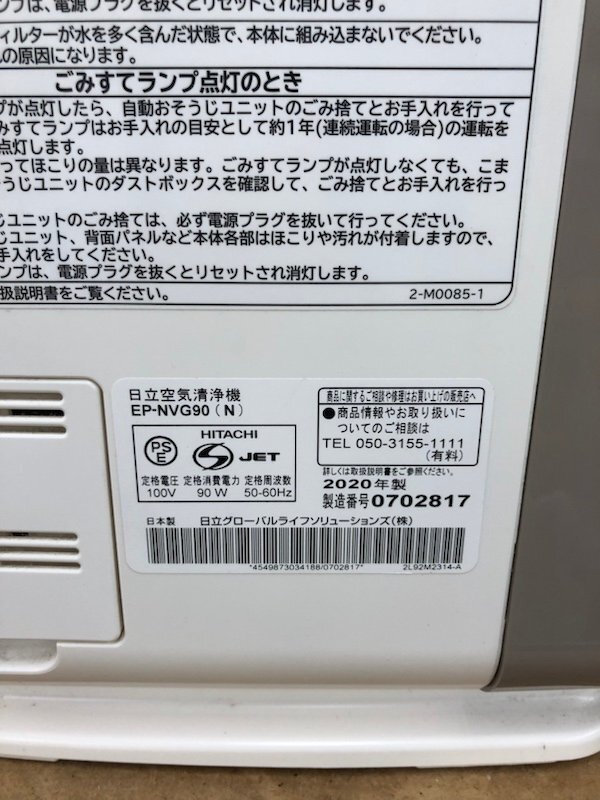 ンプは、電源プラグを抜くとリセットされ消灯します。
ィルターが水を多く含んだ状態で、本体に組み込まないでください。
の原因になります。
ごみすてランプ点灯のとき
プが点灯したら、自動おそうじユニットのごみ捨てとお手入れを行って
みすてランプはお手入れの目安として約1年(連続運転の場合)の運転を
点灯します。
ってほこりの量は異なります。ごみすてランプが点灯しなくても、こま
うじユニットのダストボックスを確認して、ごみ捨てとお手入れを行っ
じユニットのごみ捨ては、必ず電源プラグを抜いて行ってください。
じユニット、背面パネルなど本体各部はほこりや汚れが付着しますので、
手入れをしてください。
ンプは、電源プラグを抜くとリセットされ消灯します。
扱説明書をご覧ください。
2-M0085-1
日立空気清浄機
EP-NVG90(N)
PSE
HITACHI
JET
定格電圧 定格消費電力 定格周波数
100V 90W 50-60Hz
商品に関するご相談や修理はお買い上げの販売店へ
●商品情報やお取り扱いに
ついてのご相談は
TEL 050-3155-1111
(有料)
詳しくは取扱説明書をご参照ください。
2020年製
製造番号0702817
日本製 日立グローバルライフソリューションズ(株)
*4549873034188/0702817*
2L92M2314-A